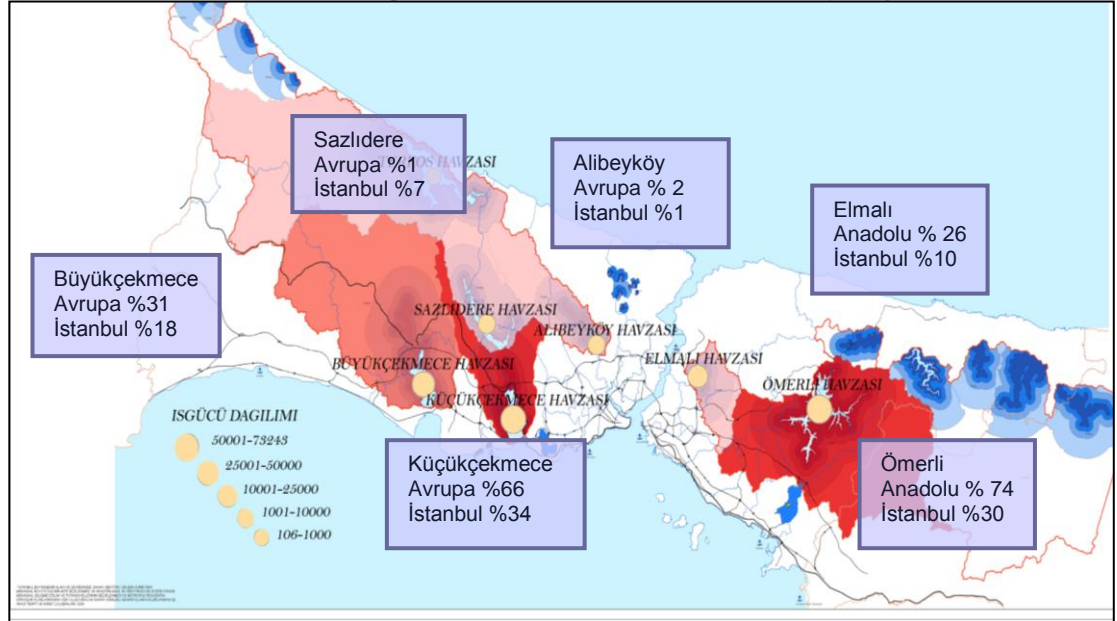 Sazlıdere
Avrupa %1
İstanbul %7
HAVZASI
Alibeyköy
Avrupa % 2
İstanbul %1
Elmalı
Anadolu % 26
İstanbul %10
Büyükçekmece
Avrupa %31
İstanbul %18
SAZLIDERE HAVZASI
ALIBEYKÖY HAVZASI
ELMALI HAVZASI
BÜYÜKÇEKMECE HAVZASI
ÖMERLI HAVZASI
KÜÇÜKÇEKMECE HAVZASI
ISGÜCÜ DAGILIMI
50001-73243
25001-50000
10001-25000
1001-10000
106-1000
Küçükçekmece
Avrupa %66
İstanbul %34
Ömerli
Anadolu % 74
İstanbul %30